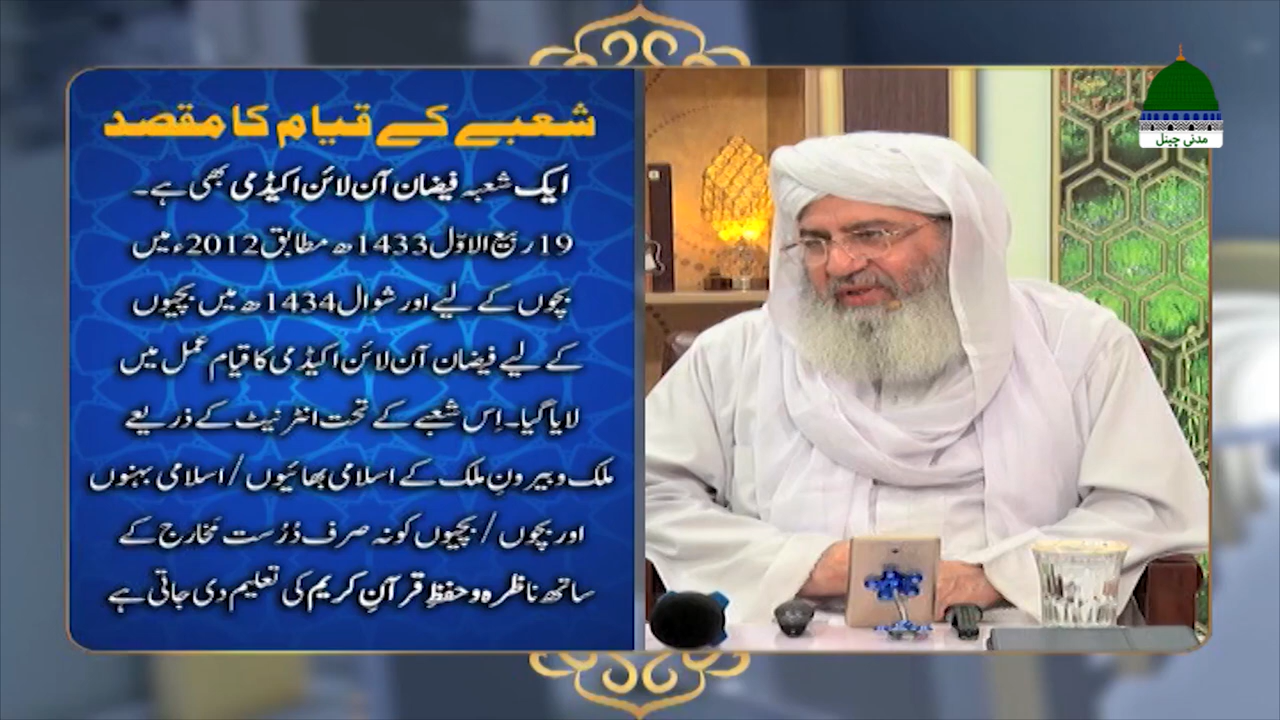 شعبے کے قیام کا مقصد
ایک شعبہ فیضان آن لائن اکیڈمی بھی ہے۔
19ربیع الاوّل 1433ھ مطابق 2012ء میں
بچوں کے لیے اور شوال 1434ھ میں بچیوں
کے لیے فیضان آن لائن اکیڈمی کا قیام عمل میں
لایا گیا۔ اِس شعبے کے تحت انٹرنیٹ کے ذریعے
ملک و بیرونِ ملک کے اسلامی بھائیوں / اسلامی بہنوں
اور بچوں / بچیوں کو نہ صرف دُرُست مَخارج کے
ساتھ ناظرہ و حفظِ قرآنِ کریم کی تعلیم دی جاتی ہے
مدنی چینل